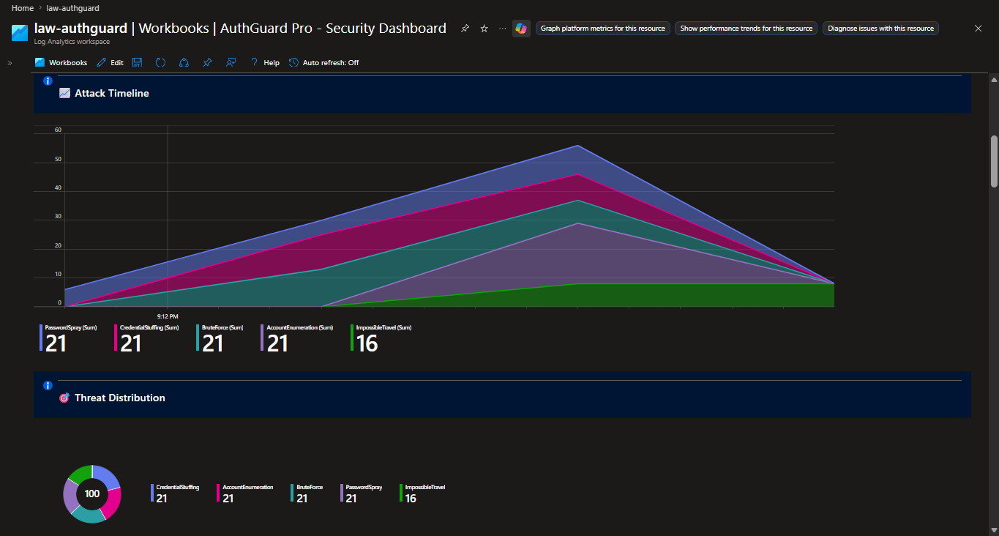 Home › law-authguard
law-authguard | Workbooks | AuthGuard Pro - Security Dashboard
Log Analytics workspace
Graph platform metrics for this resource
Show performance trends for this resource
Diagnose issues with this resource
» Workbooks Edit ? Help Auto refresh: Off
Attack Timeline
60
50
40
30
20
10
0
9:12 PM
PasswordSpray (Sum) CredentialStuffing (Sum) BruteForce (Sum) AccountEnumeration (Sum) ImpossibleTravel (Sum)
21 21 21 21 16
Threat Distribution
100
CredentialStuffing AccountEnumeration BruteForce PasswordSpray ImpossibleTravel
21 21 21 21 16